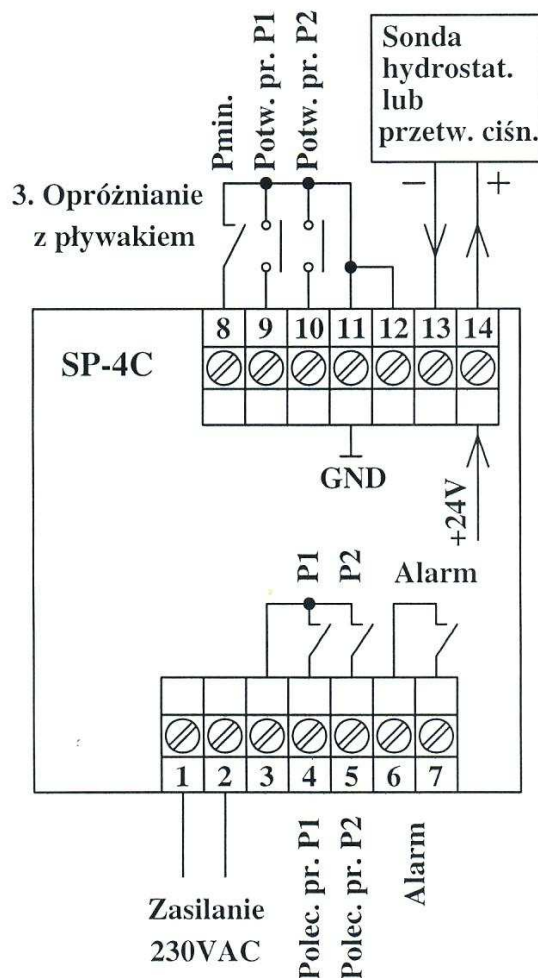 Pmin.
Potw. pr. P1
Potw. pr. P2
Sonda
hydrostat.
lub
przetw. ciśn.
− +
3. Opróżnianie
z pływakiem
8 9 10 11 12 13 14
SP-4C
GND
+24V
P1
P2
Alarm
1 2 3 4 5 6 7
Zasilanie
230VAC
Polec. pr. P1
Polec. pr. P2
Alarm